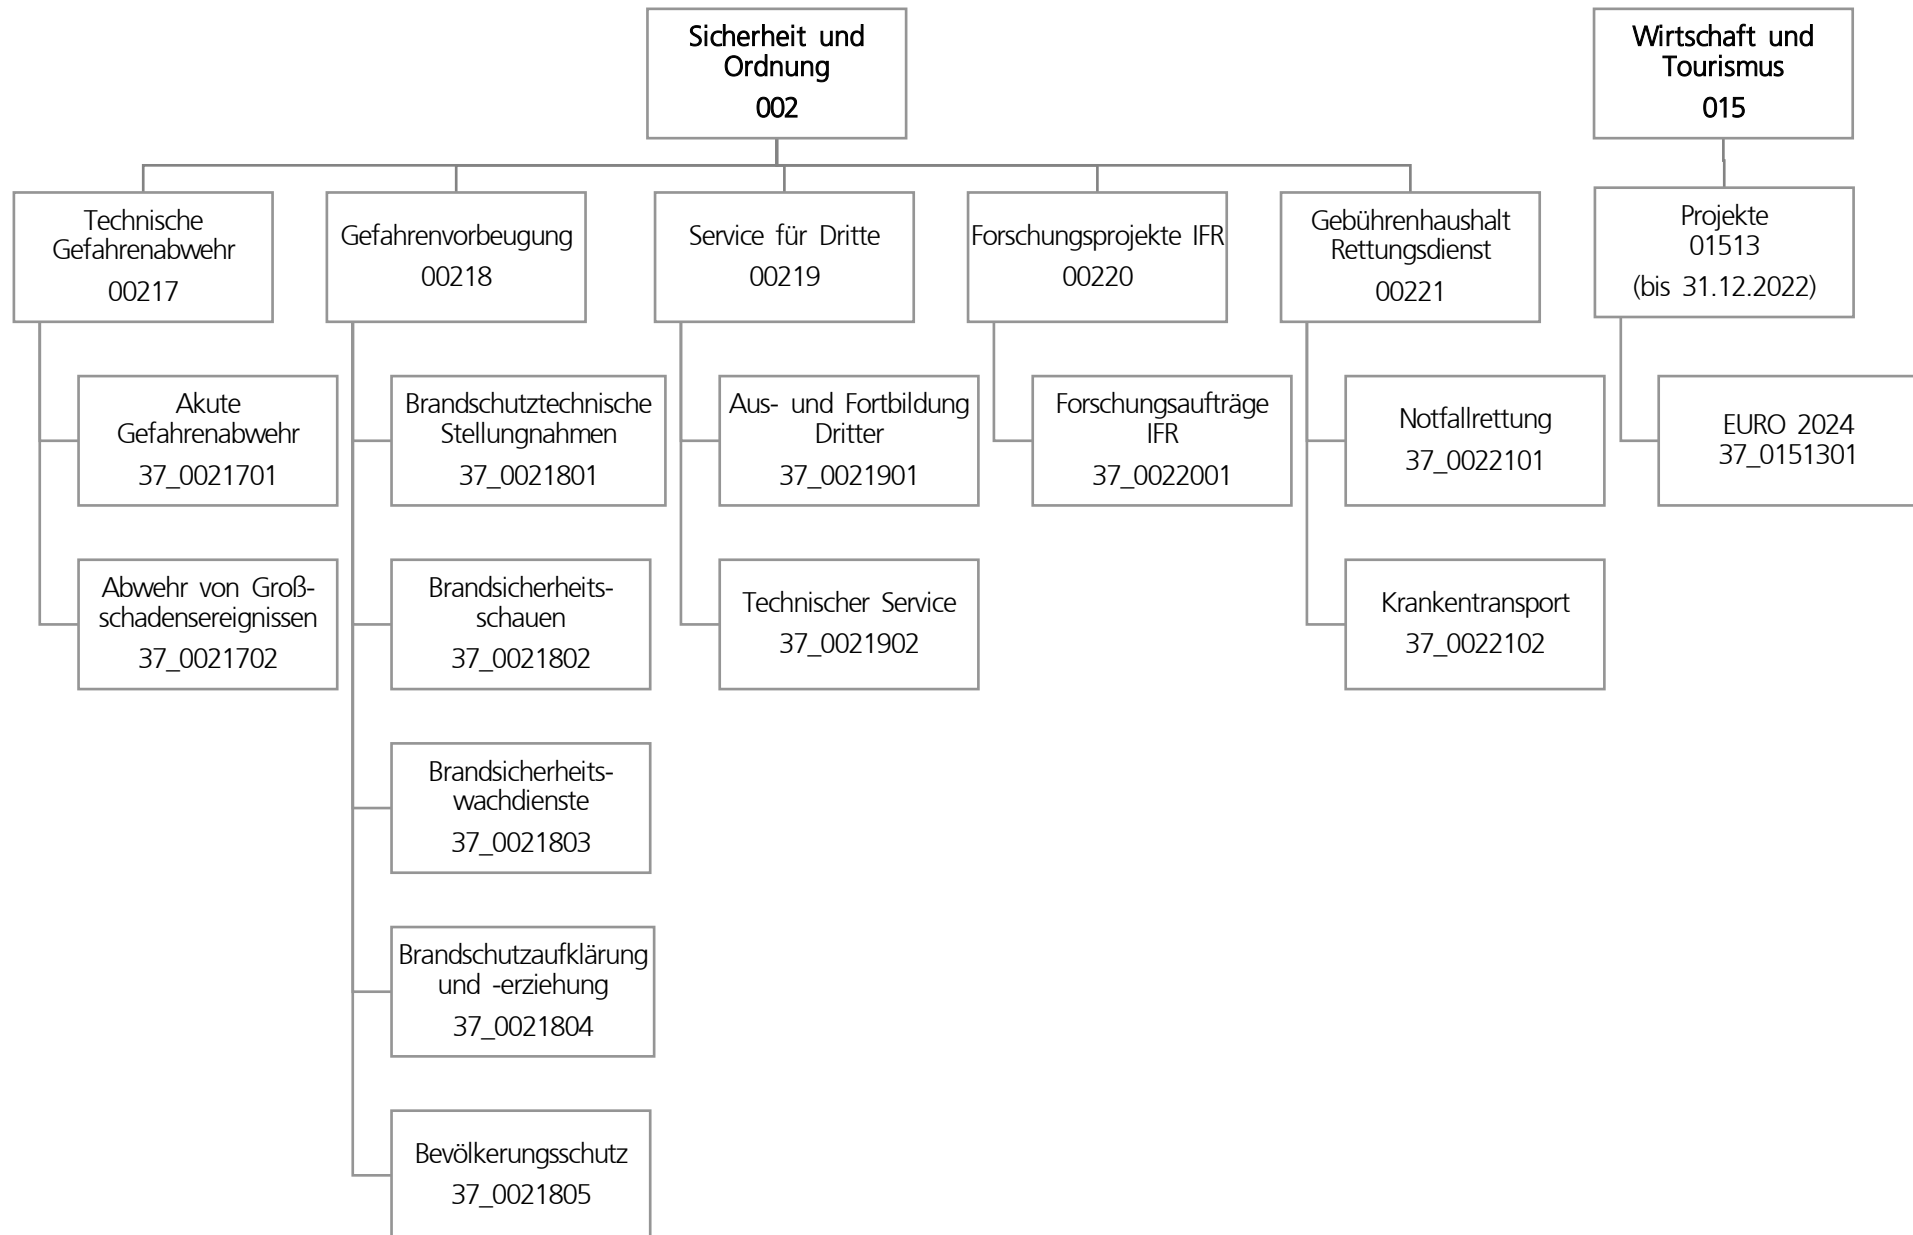 Sicherheit und
Ordnung
002
Wirtschaft und
Tourismus
015
Technische
Gefahrenabwehr
00217
Gefahrenvorbeugung
00218
Service für Dritte
00219
Forschungsprojekte IFR
00220
Gebührenhaushalt
Rettungsdienst
00221
Projekte
01513
(bis 31.12.2022)
Akute
Gefahrenabwehr
37_0021701
Abwehr von Groß-
schadensereignissen
37_0021702
Brandschutztechnische
Stellungnahmen
37_0021801
Brandsicherheits-
schauen
37_0021802
Brandsicherheits-
wachdienste
37_0021803
Brandschutzaufklärung
und -erziehung
37_0021804
Bevölkerungsschutz
37_0021805
Aus- und Fortbildung
Dritter
37_0021901
Technischer Service
37_0021902
Forschungsaufträge
IFR
37_0022001
Notfallrettung
37_0022101
Krankentransport
37_0022102
EURO 2024
37_0151301